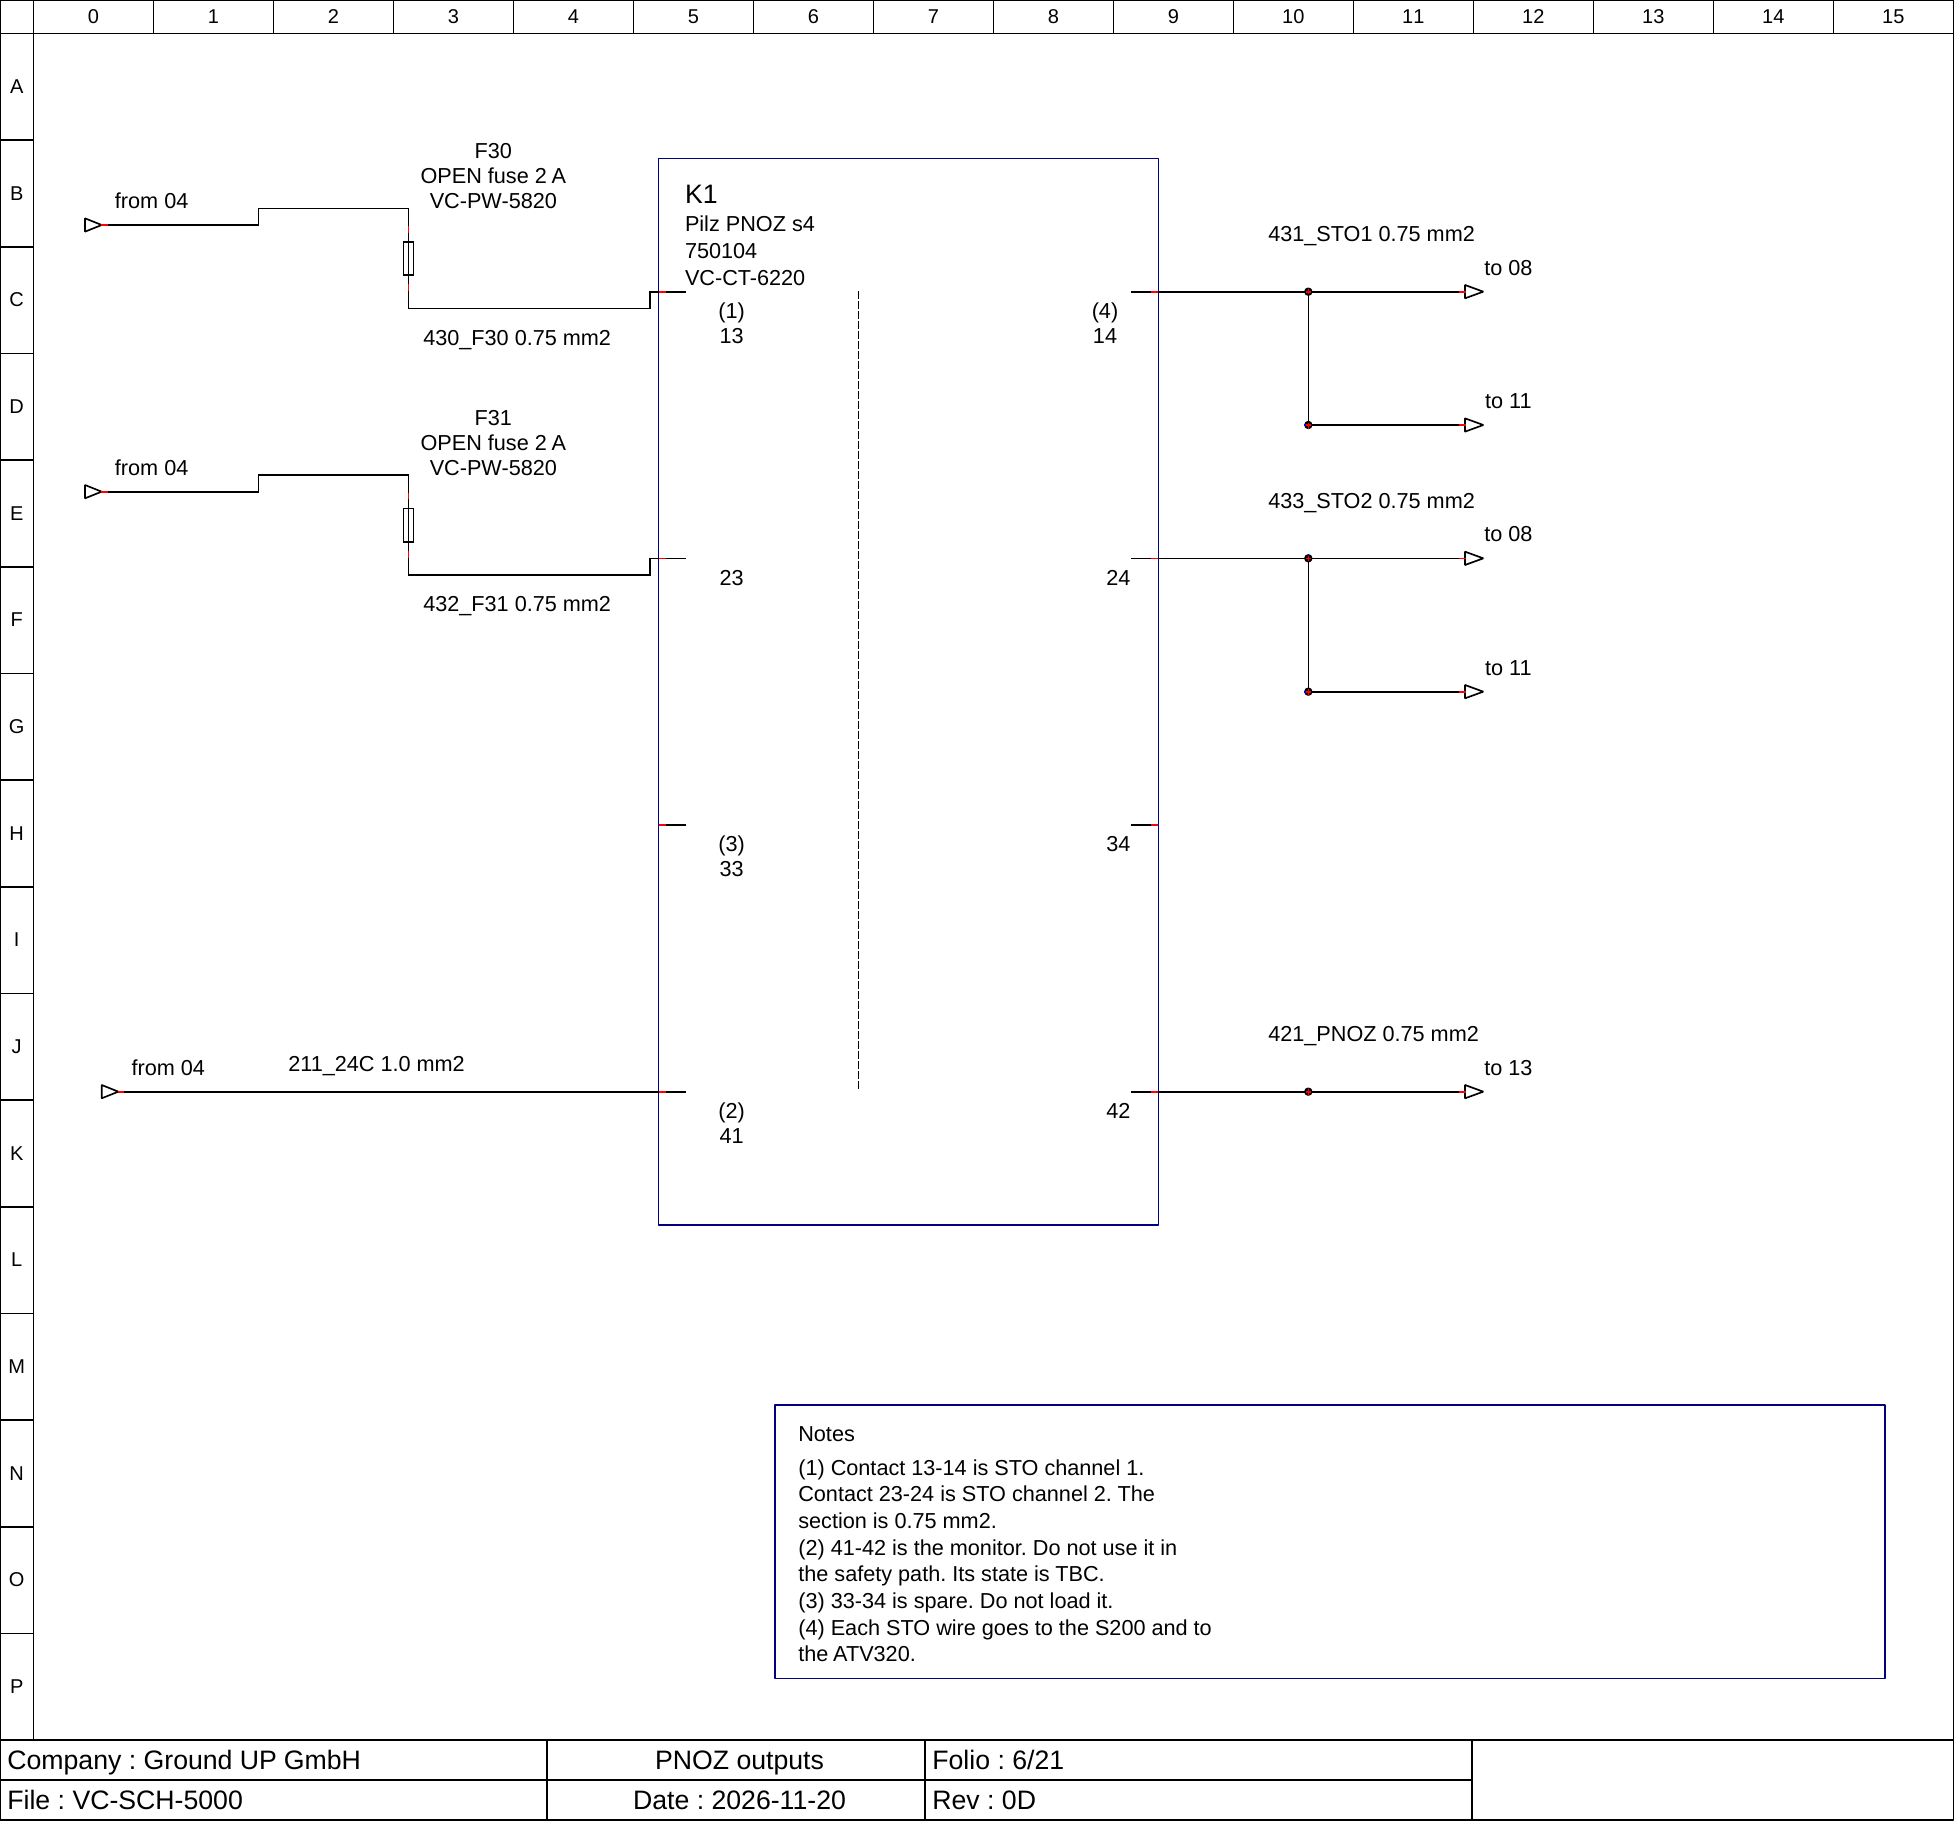 0 1 2 3 4 5 6 7 8 9 10 11 12 13 14 15
A
B
C
D
E
F
G
H
I
J
K
L
M
N
O
P
F30
OPEN fuse 2 A
VC-PW-5820
from 04
430_F30 0.75 mm2
F31
OPEN fuse 2 A
VC-PW-5820
from 04
432_F31 0.75 mm2
from 04
211_24C 1.0 mm2
K1
Pilz PNOZ s4
750104
VC-CT-6220
(1)
13
(4)
14
23
24
(3)
33
34
(2)
41
42
431_STO1 0.75 mm2
to 08
to 11
433_STO2 0.75 mm2
to 08
to 11
421_PNOZ 0.75 mm2
to 13
Notes
(1) Contact 13-14 is STO channel 1.
Contact 23-24 is STO channel 2. The
section is 0.75 mm2.
(2) 41-42 is the monitor. Do not use it in
the safety path. Its state is TBC.
(3) 33-34 is spare. Do not load it.
(4) Each STO wire goes to the S200 and to
the ATV320.
Company : Ground UP GmbH
PNOZ outputs
Folio : 6/21
File : VC-SCH-5000
Date : 2026-11-20
Rev : 0D